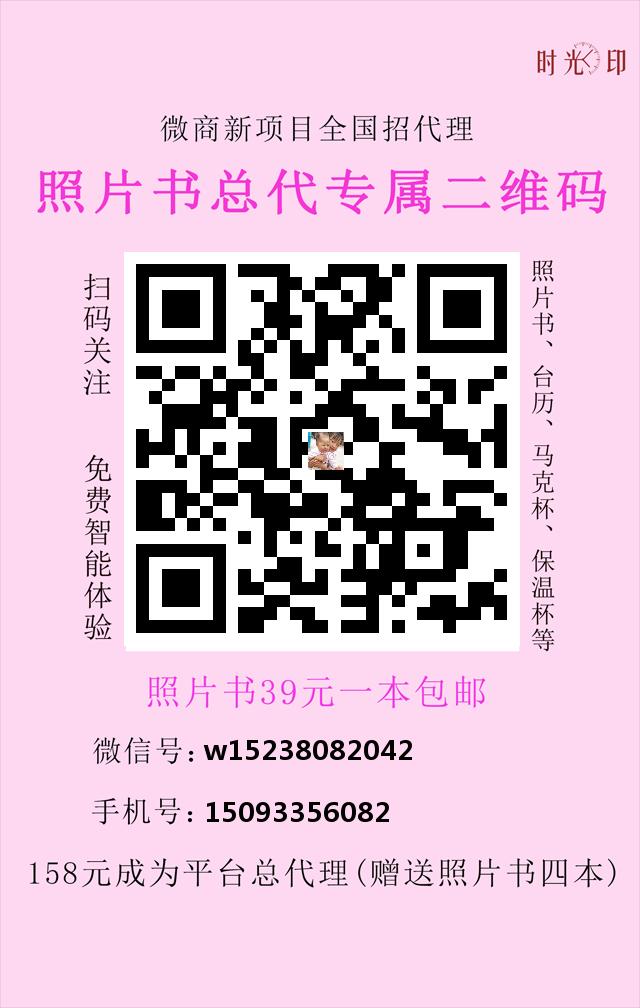 时光印
微商新项目全国招代理
照片书总代专属二维码
扫码关注 免费智能体验
照片书、台历、马克杯、保温杯等
照片书39元一本包邮
微信号:w15238082042
手机号:15093356082
158元成为平台总代理(赠送照片书四本)